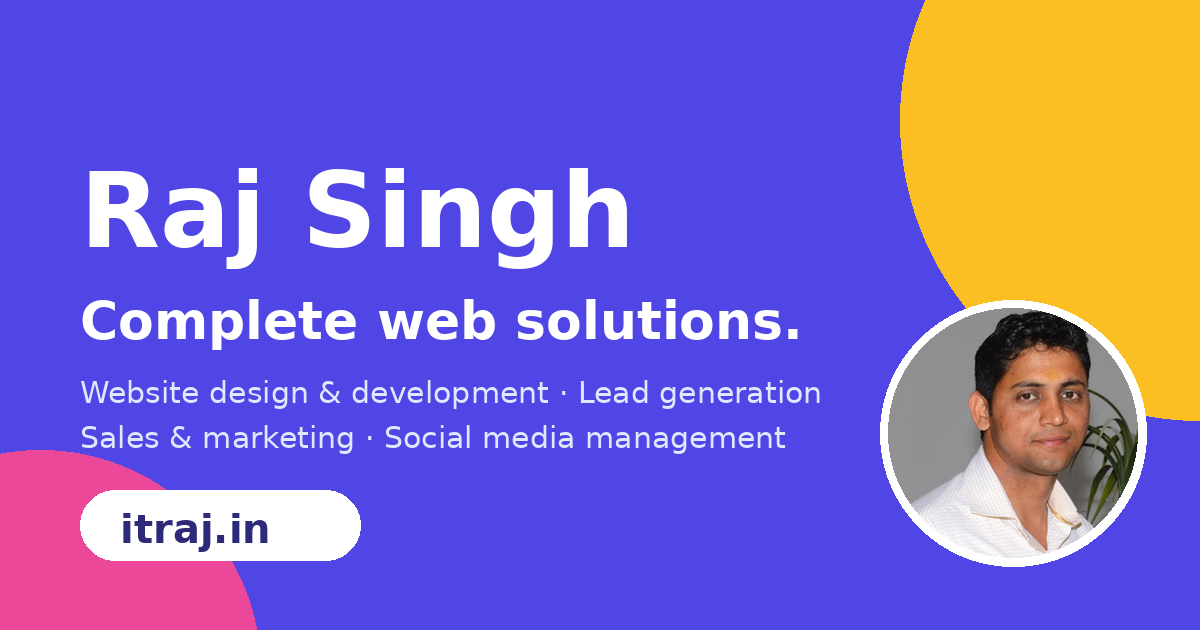 Raj Singh
Complete web solutions.
Website design & development · Lead generation
Sales & marketing · Social media management
itraj.in